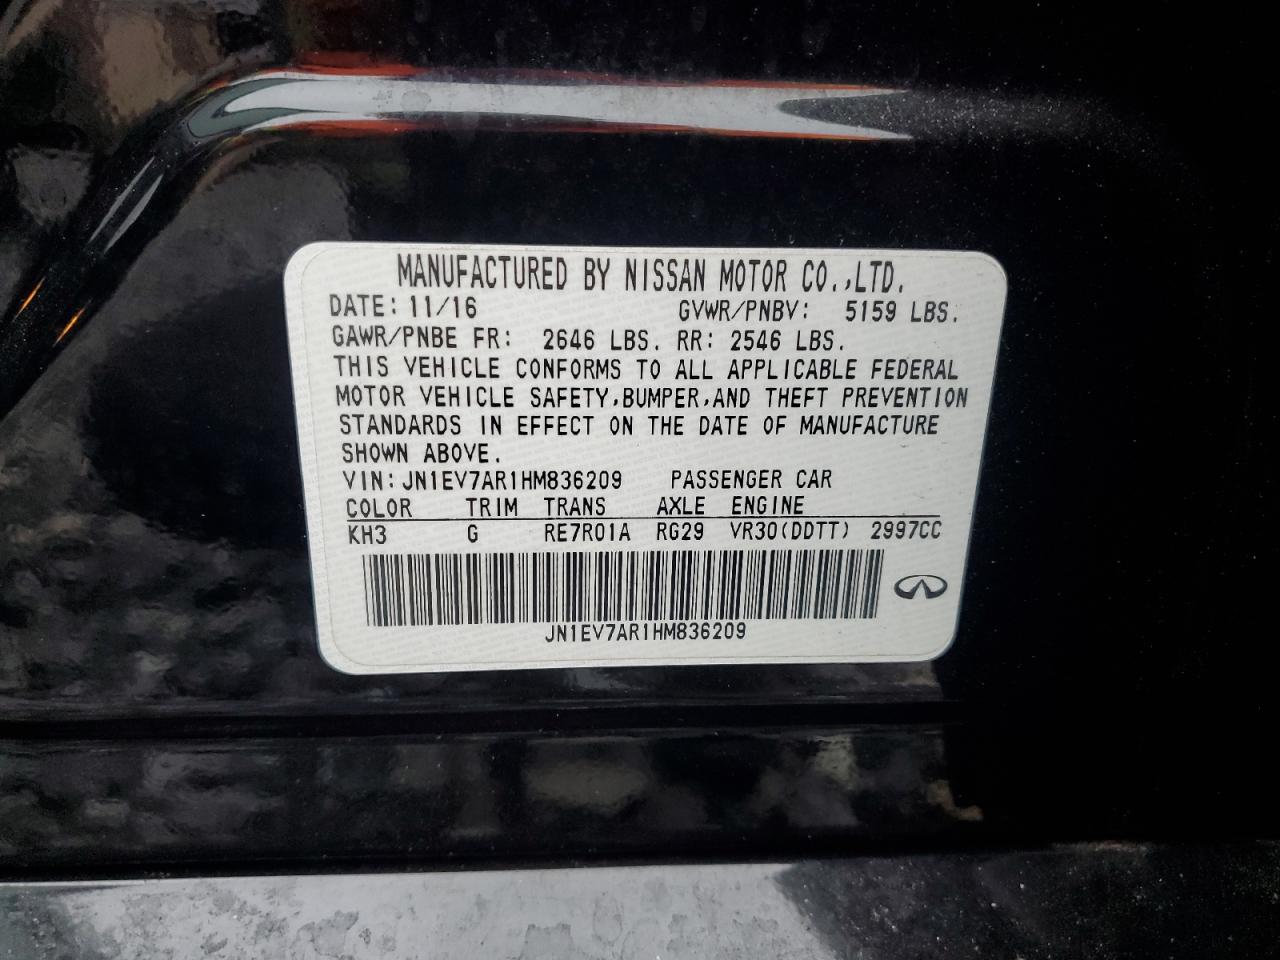 MANUFACTURED BY NISSAN MOTOR CO.,LTD.
DATE: 11/16 GVWR/PNBV: 5159 LBS.
GAWR/PNBE FR: 2646 LBS. RR: 2546 LBS.
THIS VEHICLE CONFORMS TO ALL APPLICABLE FEDERAL
MOTOR VEHICLE SAFETY,BUMPER,AND THEFT PREVENTION
STANDARDS IN EFFECT ON THE DATE OF MANUFACTURE
SHOWN ABOVE.
VIN:JN1EV7AR1HM836209 PASSENGER CAR
COLOR TRIM TRANS AXLE ENGINE
KH3 G RE7R01A RG29 VR30(DDTT) 2997CC
JN1EV7AR1HM836209